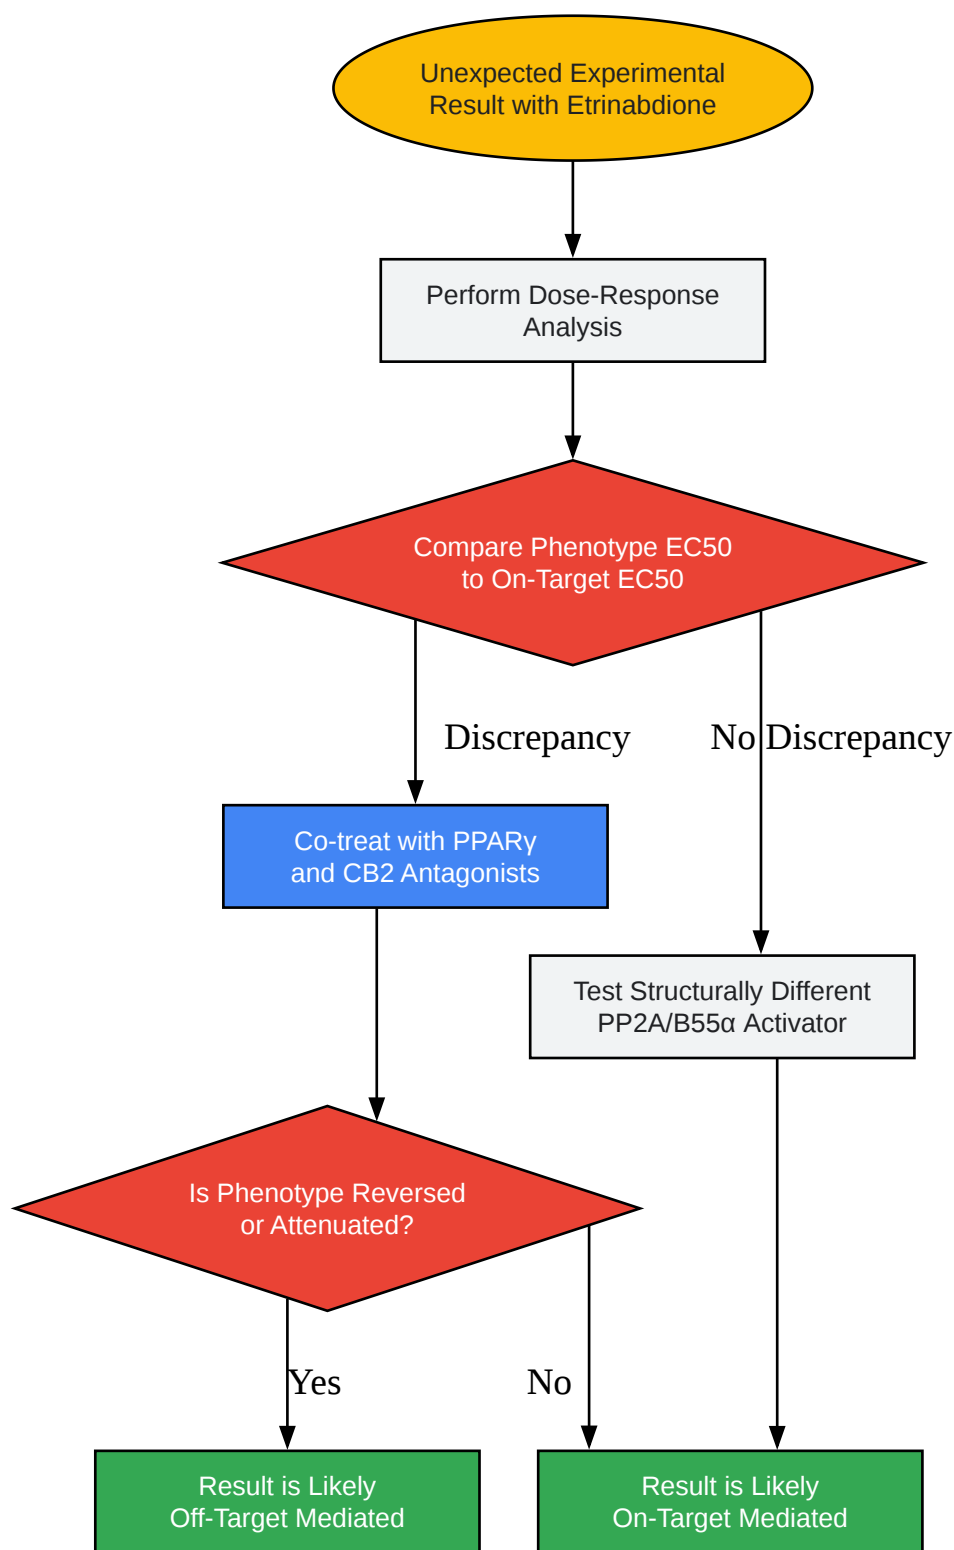 Unexpected Experimental
Result with Etrinabdione
Perform Dose-Response
Analysis
Compare Phenotype EC50
to On-Target EC50
Discrepancy
No Discrepancy
Co-treat with PPARγ
and CB2 Antagonists
Test Structurally Different
PP2A/B55α Activator
Is Phenotype Reversed
or Attenuated?
Yes
No
Result is Likely
Off-Target Mediated
Result is Likely
On-Target Mediated